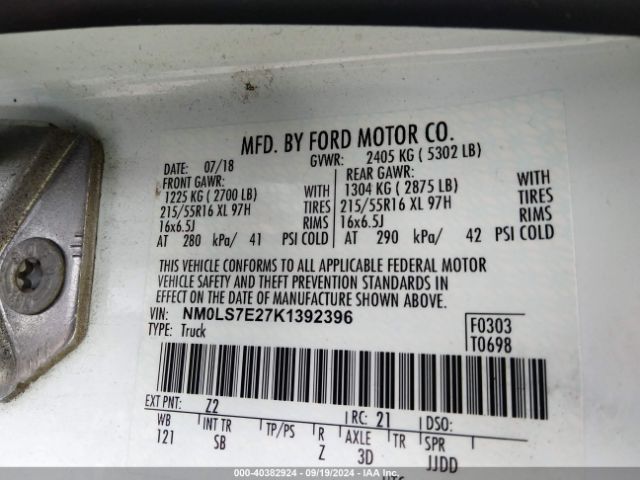 MFD. BY FORD MOTOR CO.
DATE: 07/18 GVWR: 2405 KG ( 5302 LB)
FRONT GAWR: REAR GAWR:
1225 KG ( 2700 LB) WITH 1304 KG ( 2875 LB) WITH
215/55R16 XL 97H TIRES 215/55R16 XL 97H TIRES
16x6.5J RIMS 16x6.5J RIMS
AT 280 kPa/ 41 PSI COLD AT 290 kPa/ 42 PSI COLD
THIS VEHICLE CONFORMS TO ALL APPLICABLE FEDERAL MOTOR
VEHICLE SAFETY AND THEFT PREVENTION STANDARDS IN
EFFECT ON THE DATE OF MANUFACTURE SHOWN ABOVE.
VIN: NM0LS7E27K1392396 F0303
TYPE: Truck T0698
EXT PNT: Z2 RC: 21 DSO:
WB INT TR TP/PS R AXLE TR SPR
121 SB Z 3D JJDD
000-40382924 - 09/19/2024 - IAA Inc.